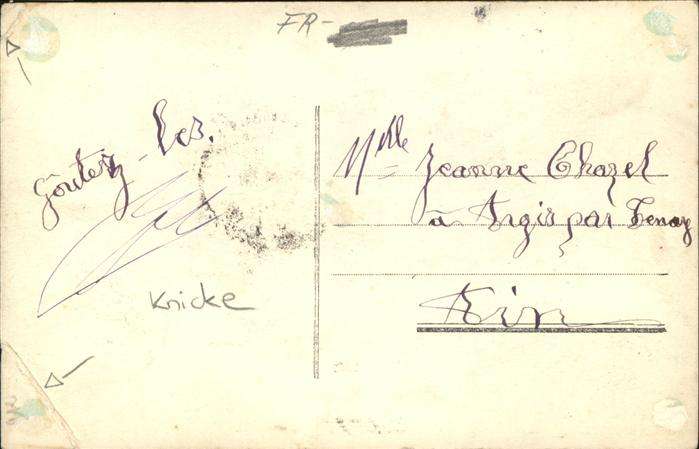 FR-
Goûtez-Les.
Knicke
Mlle Jeanne Chazel
à Argis par Tenay
Ain